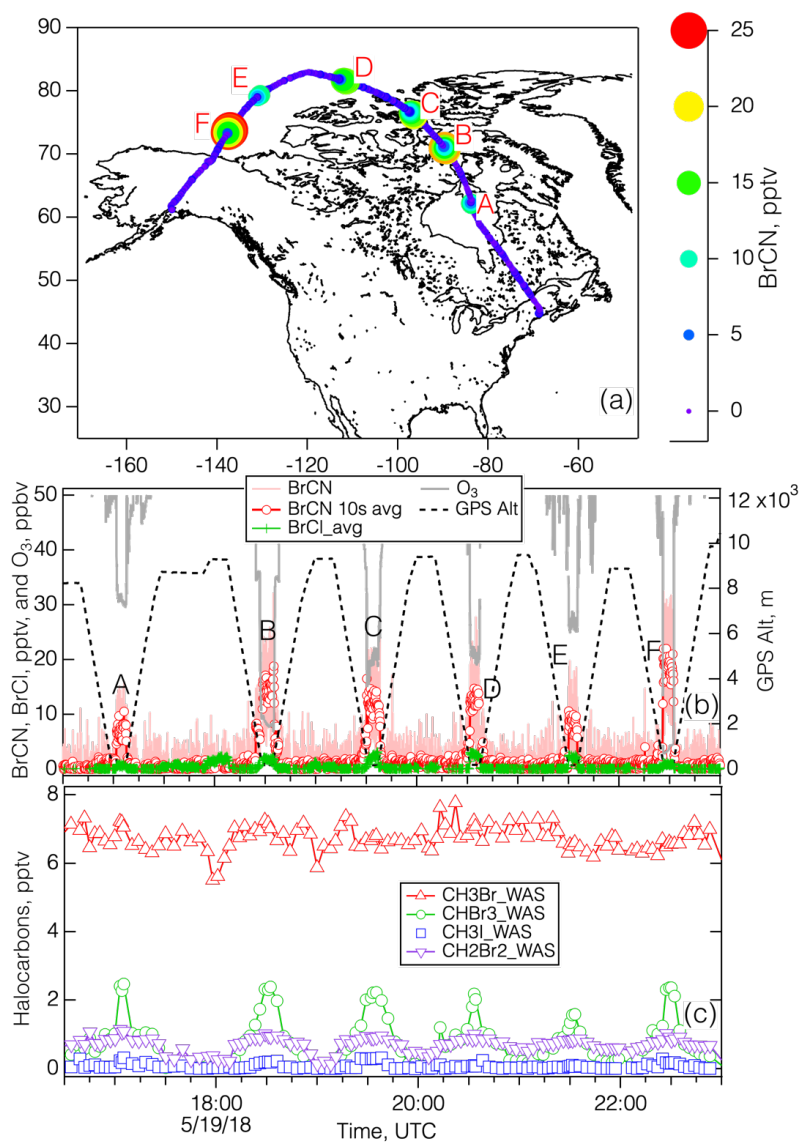 90
80
70
60
50
40
30
-160
-140
-120
-100
-80
-60
A
B
C
D
E
F
(a)
25
20
15
10
5
0
BrCN, pptv
BrCN
BrCN 10s avg
BrCl_avg
O3
GPS Alt
BrCN, BrCl, pptv, and O3, ppbv
50
40
30
20
10
0
A
B
C
D
E
F
(b)
12 x10³
10
8
6
4
2
0
GPS Alt, m
Halocarbons, pptv
8
6
4
2
0
CH3Br_WAS
CHBr3_WAS
CH3I_WAS
CH2Br2_WAS
(c)
18:00
5/19/18
20:00
22:00
Time, UTC